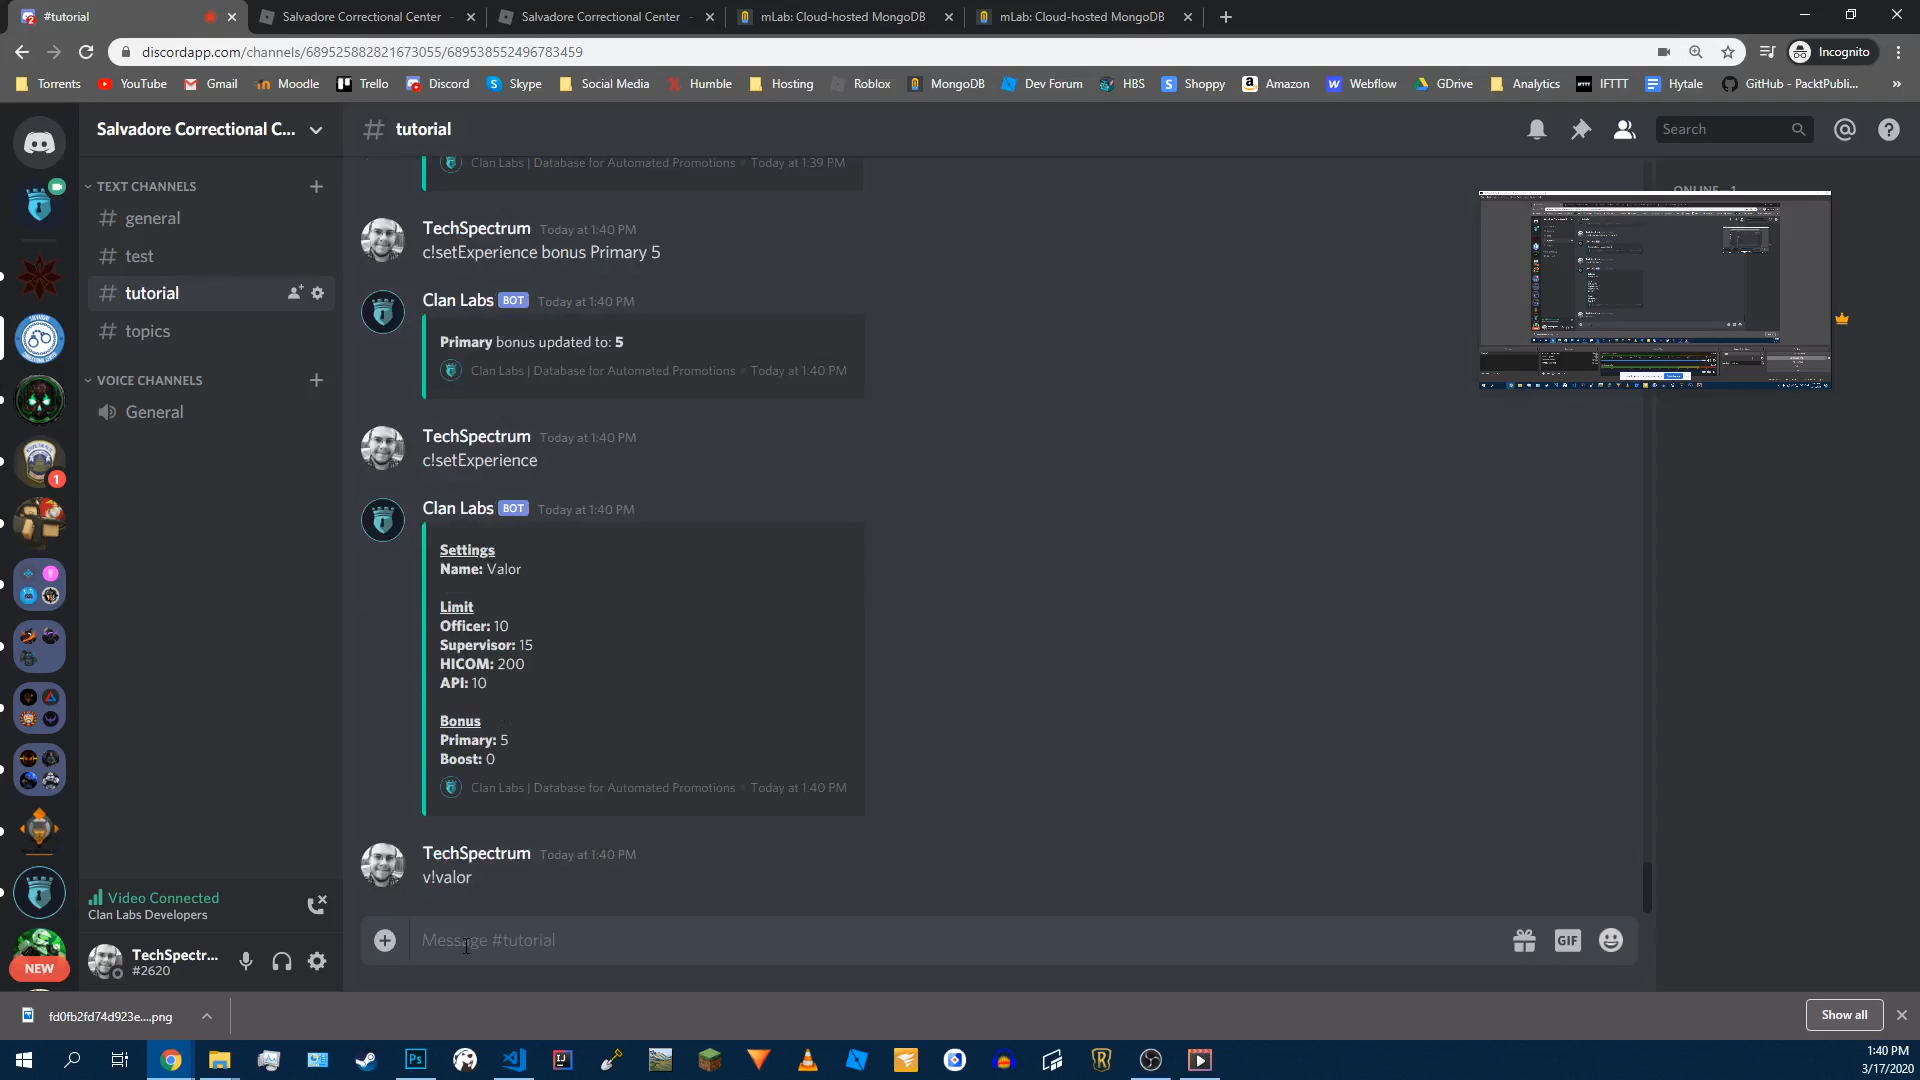 #tutorial
Salvadore Correctional Center -
Salvadore Correctional Center -
mLab: Cloud-hosted MongoDB
mLab: Cloud-hosted MongoDB
discordapp.com/channels/689525882821673055/689538552496783459
Incognito
Torrents
YouTube
Gmail
Moodle
Trello
Discord
Skype
Social Media
Humble
Hosting
Roblox
MongoDB
Dev Forum
HBS
Shoppy
Amazon
Webflow
GDrive
Analytics
IFTTT
Hytale
GitHub - PacktPubli...
Salvadore Correctional C...
# tutorial
Search
TEXT CHANNELS
general
test
tutorial
topics
VOICE CHANNELS
General
Clan Labs | Database for Automated Promotions • Today at 1:39 PM
TechSpectrum Today at 1:40 PM
c!setExperience bonus Primary 5
Clan Labs BOT Today at 1:40 PM
Primary bonus updated to: 5
Clan Labs | Database for Automated Promotions • Today at 1:40 PM
TechSpectrum Today at 1:40 PM
c!setExperience
Clan Labs BOT Today at 1:40 PM
Settings
Name: Valor
Limit
Officer: 10
Supervisor: 15
HICOM: 200
API: 10
Bonus
Primary: 5
Boost: 0
Clan Labs | Database for Automated Promotions • Today at 1:40 PM
TechSpectrum Today at 1:40 PM
v!valor
Message #tutorial
GIF
ONLINE—1
1
NEW
Video Connected
Clan Labs Developers
TechSpectr...
#2620
fd0fb2fd74d923e....png
Show all
1:40 PM
3/17/2020